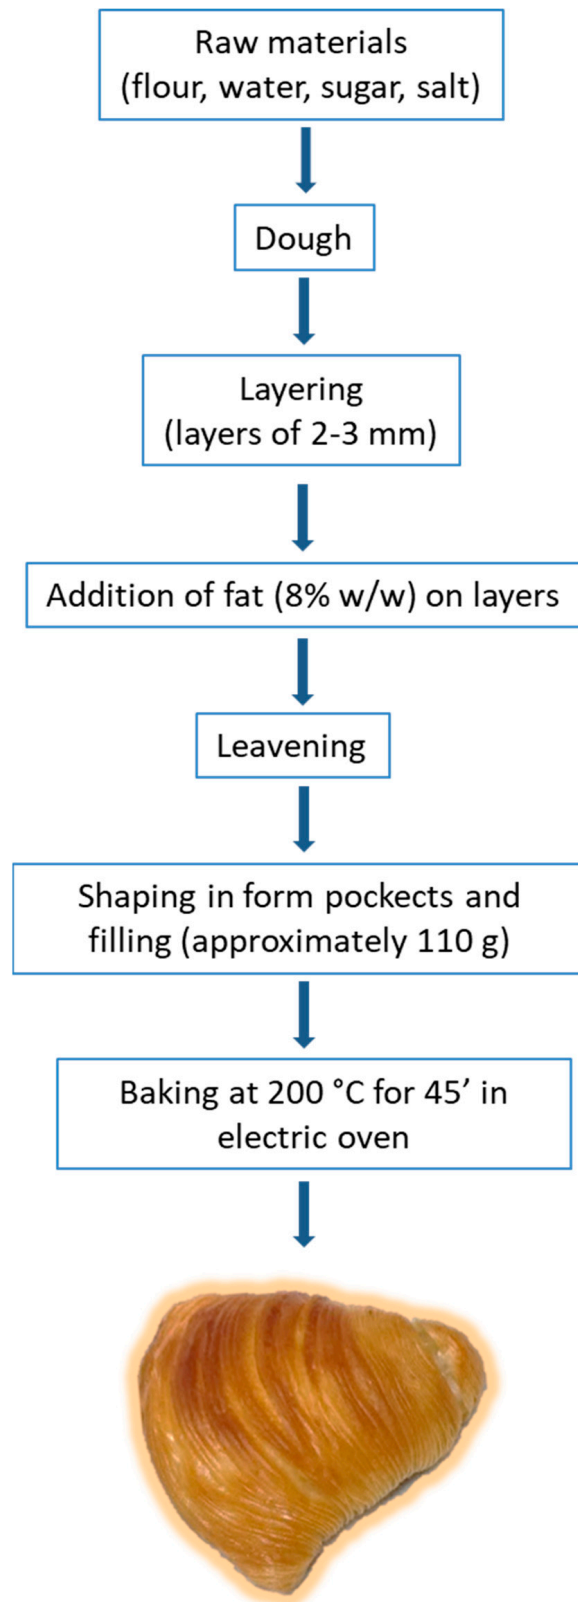 Raw materials
(flour, water, sugar, salt)
Dough
Layering
(layers of 2-3 mm)
Addition of fat (8% w/w) on layers
Leavening
Shaping in form pockects and
filling (approximately 110 g)
Baking at 200 °C for 45’ in
electric oven